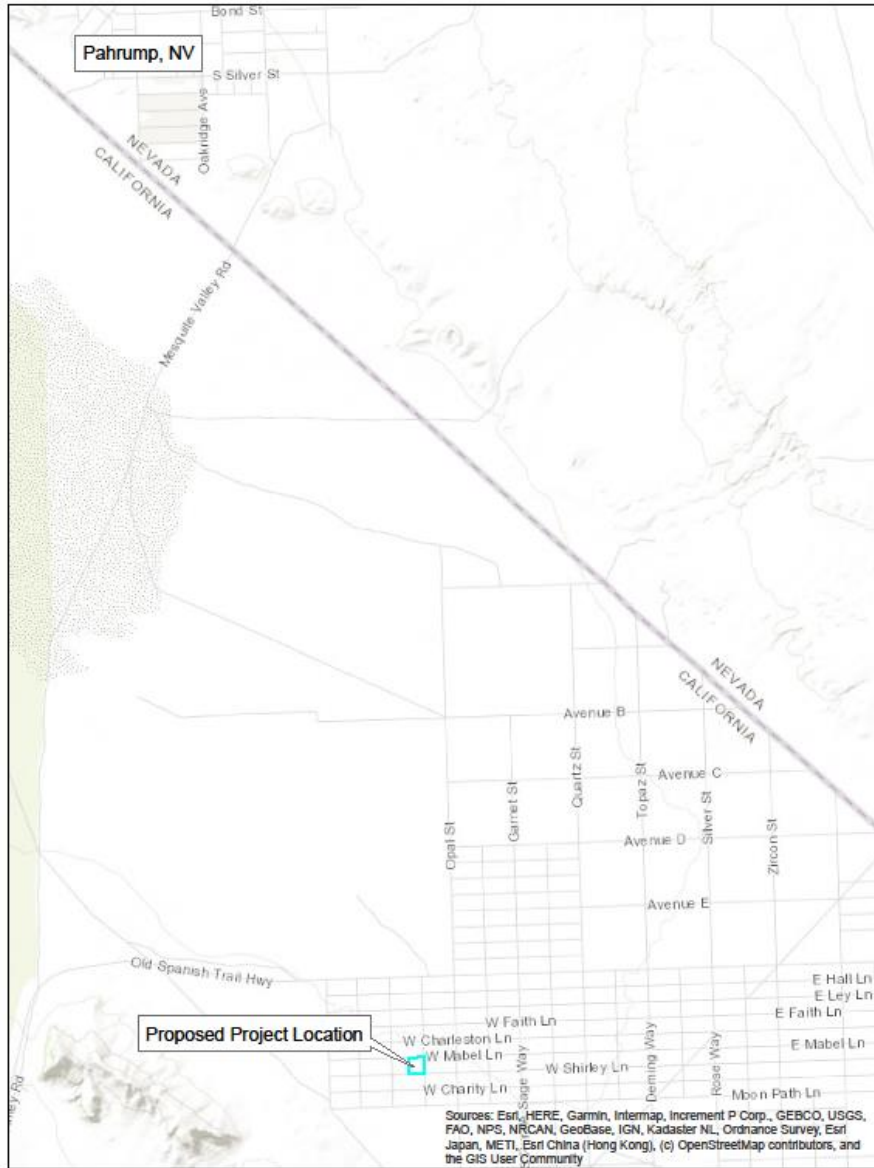 Bond St
Pahrump, NV
S Silver St
Oakridge Ave
NEVADA
CALIFORNIA
Mesquite Valley Rd
NEVADA
CALIFORNIA
Avenue B
Quartz St
Topaz St
Avenue C
Garnet St
Silver St
Opal St
Zircon St
Avenue D
Avenue E
Old Spanish Trail Hwy
E Hall Ln
E Ley Ln
W Faith Ln
E Faith Ln
Proposed Project Location
W Charleston Ln
W Mabel Ln
E Mabel Ln
Sage Way
Deming Way
Rose Way
W Shirley Ln
W Charity Ln
Moon Path Ln
Rd
Sources: Esri, HERE, Garmin, Intermap, increment P Corp., GEBCO, USGS,
FAO, NPS, NRCAN, GeoBase, IGN, Kadaster NL, Ordnance Survey, Esri
Japan, METI, Esri China (Hong Kong), (c) OpenStreetMap contributors, and
the GIS User Community